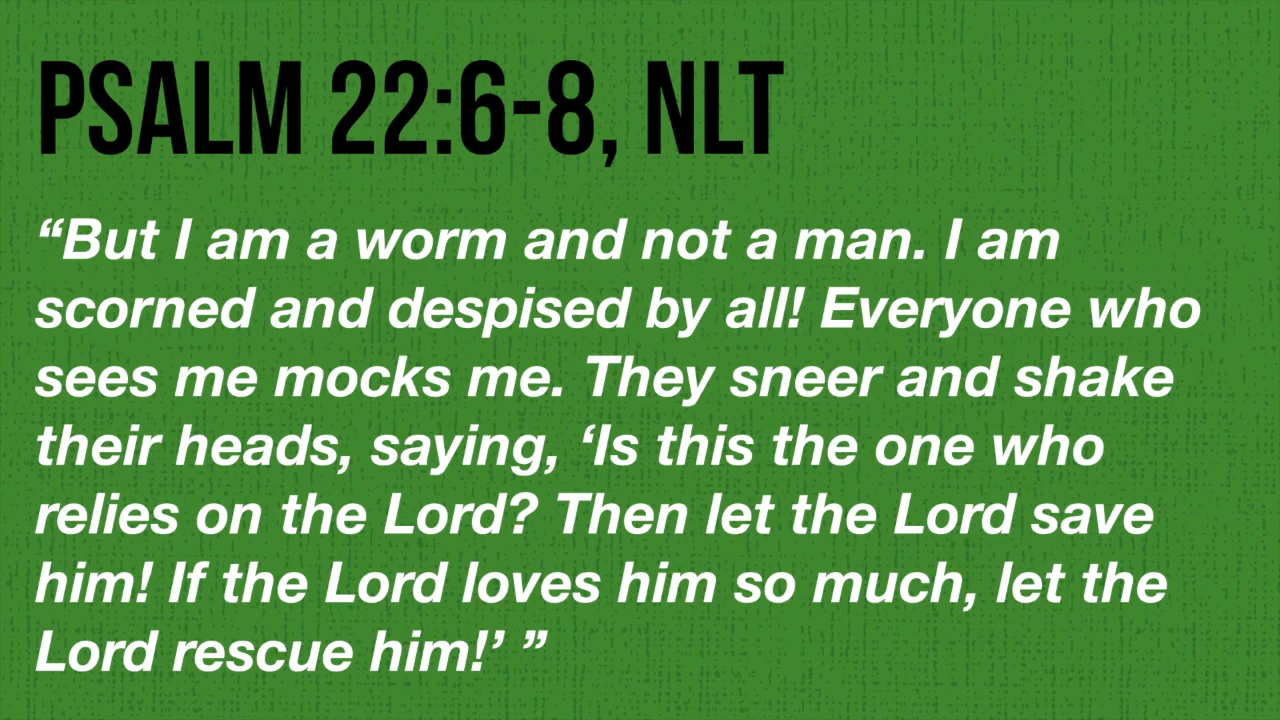 PSALM 22:6-8, NLT
“But I am a worm and not a man. I am
scorned and despised by all! Everyone who
sees me mocks me. They sneer and shake
their heads, saying, ‘Is this the one who
relies on the Lord? Then let the Lord save
him! If the Lord loves him so much, let the
Lord rescue him!’ ”